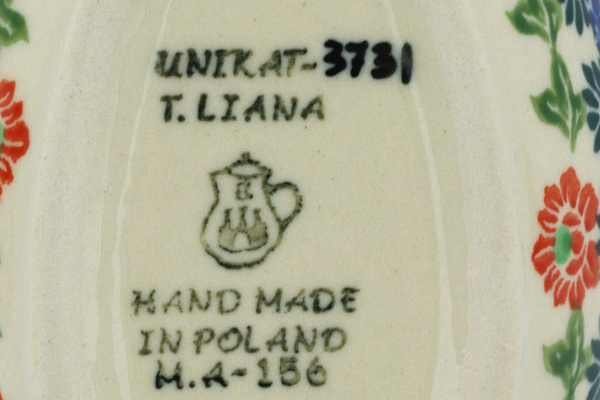 UNIKAT-3731
T. LIANA
HAND MADE
IN POLAND
M.A-156